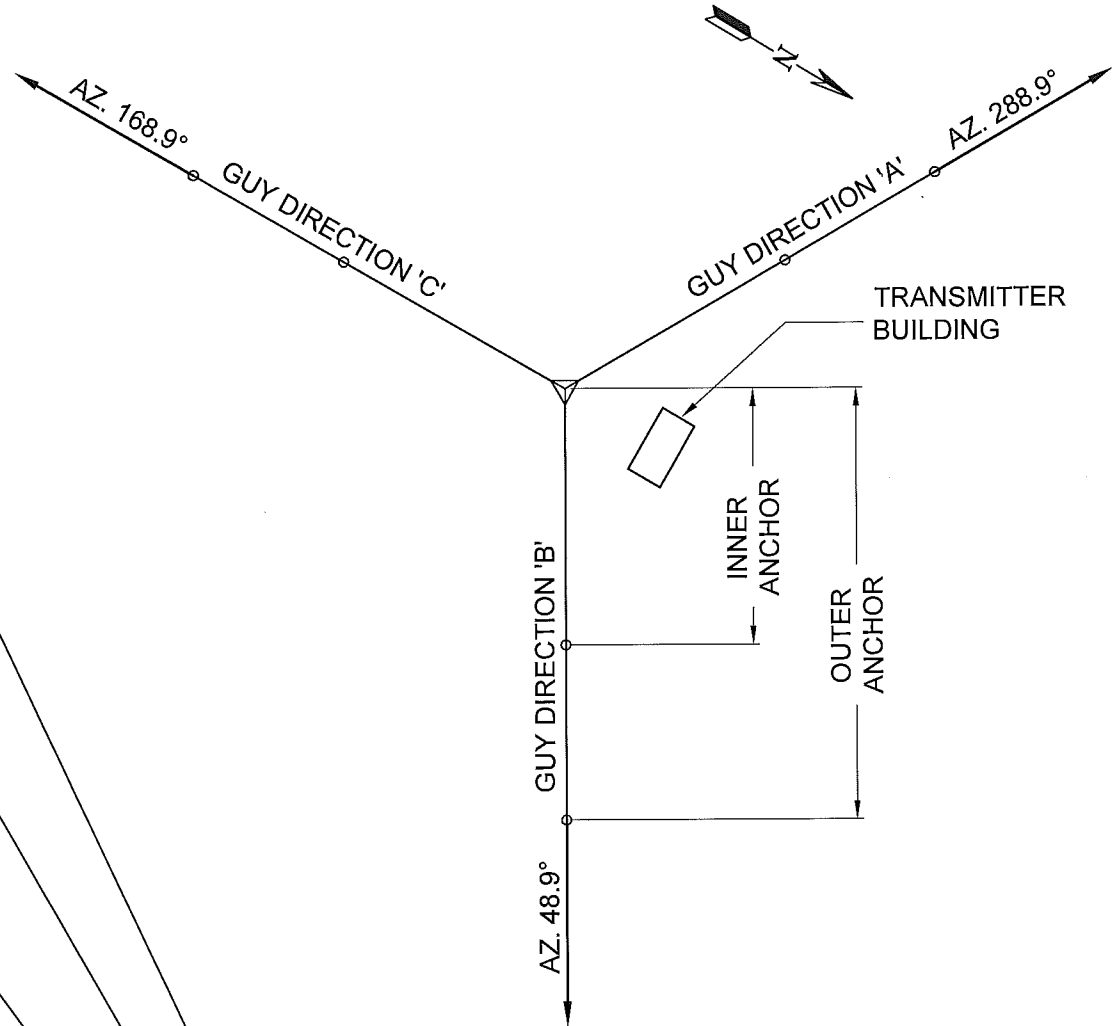 N
AZ. 168.9°
AZ. 288.9°
GUY DIRECTION 'C'
GUY DIRECTION 'A'
TRANSMITTER
BUILDING
INNER
ANCHOR
OUTER
ANCHOR
GUY DIRECTION 'B'
AZ. 48.9°